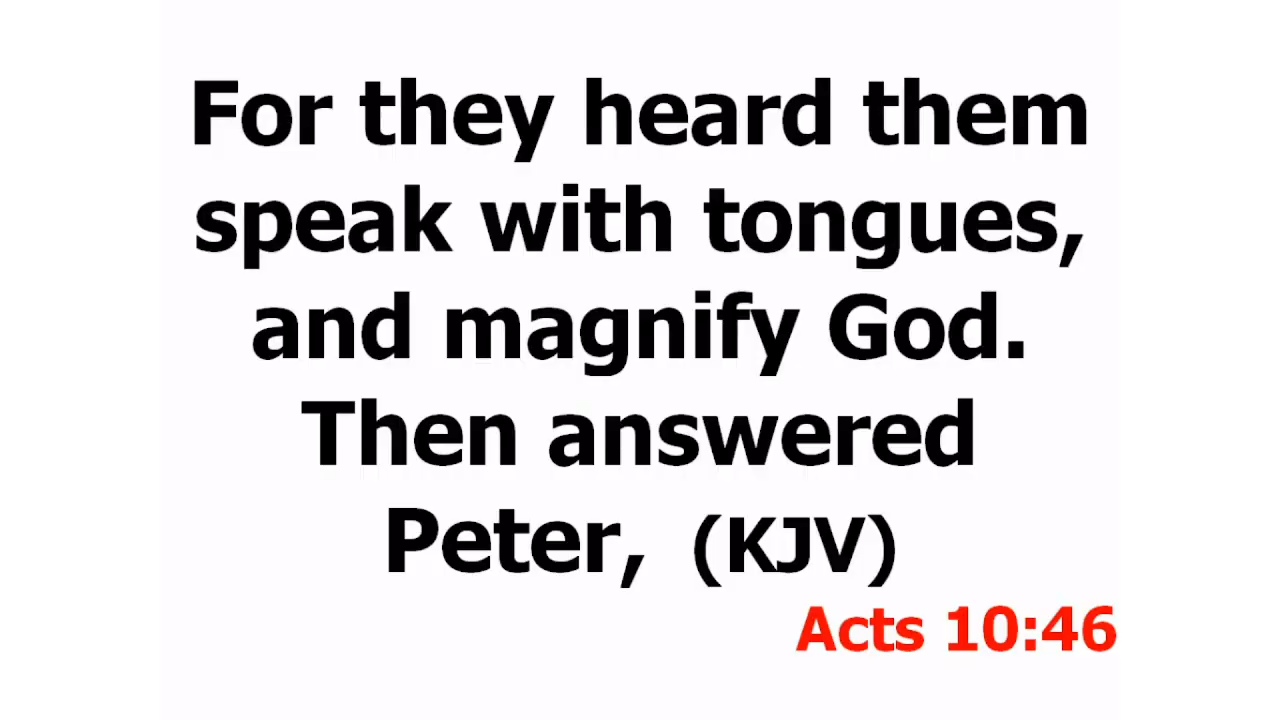 For they heard them
speak with tongues,
and magnify God.
Then answered
Peter, (KJV)
Acts 10:46